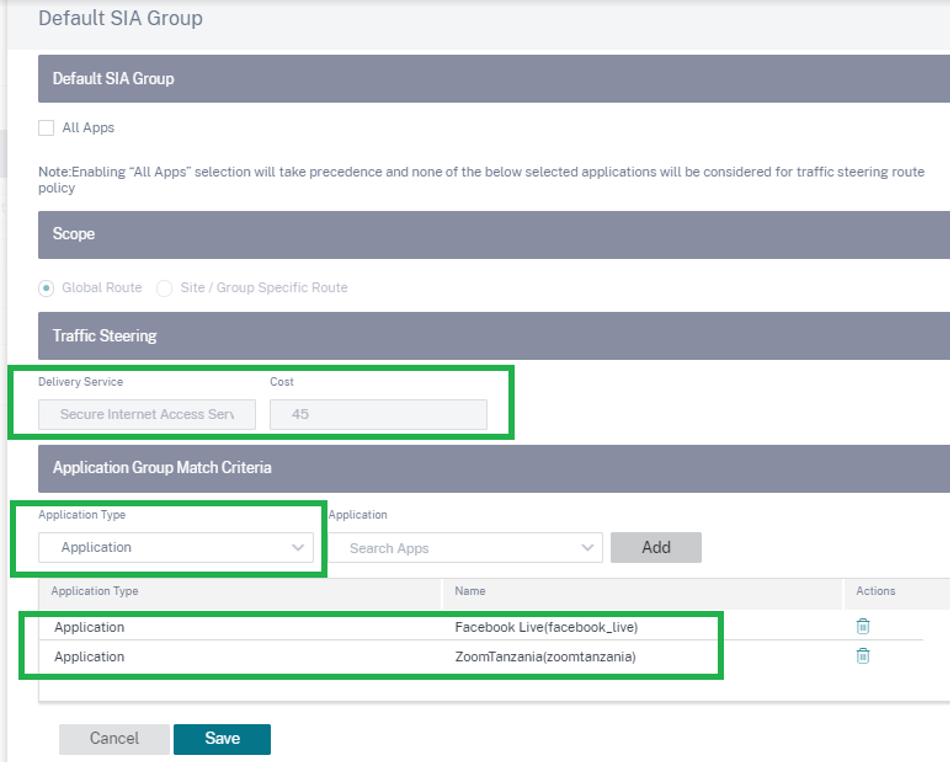 Default SIA Group
Default SIA Group
All Apps
Note:Enabling “All Apps” selection will take precedence and none of the below selected applications will be considered for traffic steering route
policy
Scope
Global Route Site / Group Specific Route
Traffic Steering
Delivery Service Cost
Secure Internet Access Serv 45
Application Group Match Criteria
Application Type Application
Application Search Apps Add
Application Type Name Actions
Application Facebook Live(facebook_live)
Application ZoomTanzania(zoomtanzania)
Cancel Save